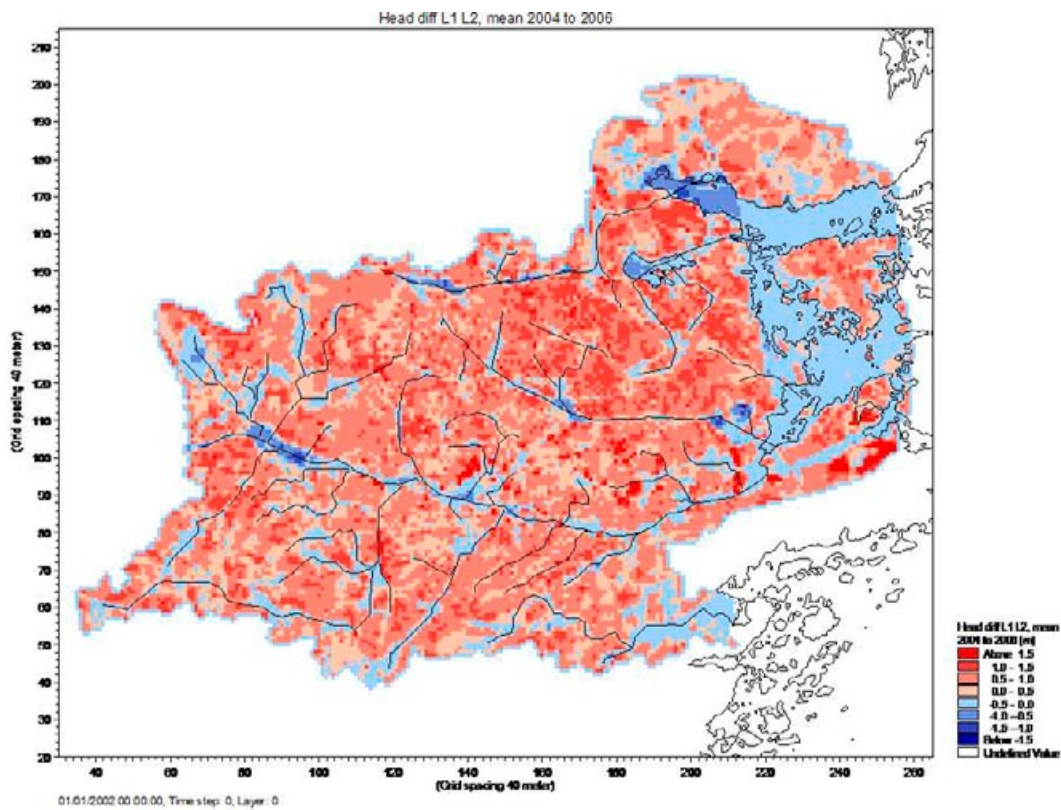 Head diff L1 L2, mean 2004 to 2006
210
200
190
180
170
160
150
140
130
120
110
100
90
80
70
60
50
40
30
20
(Grid spacing 40 meter)
40 60 80 100 120 140 160 180 200 220 240 260
(Grid spacing 40 meter)
Head diff L1 L2, mean
2004 to 2006 [m]
Above 1.5
1.0 - 1.5
0.5 - 1.0
0.0 - 0.5
-0.5 - 0.0
-1.0 - -0.5
-1.5 - -1.0
Below -1.5
Undefined Value
01/01/2002 00:00:00, Time step: 0, Layer: 0